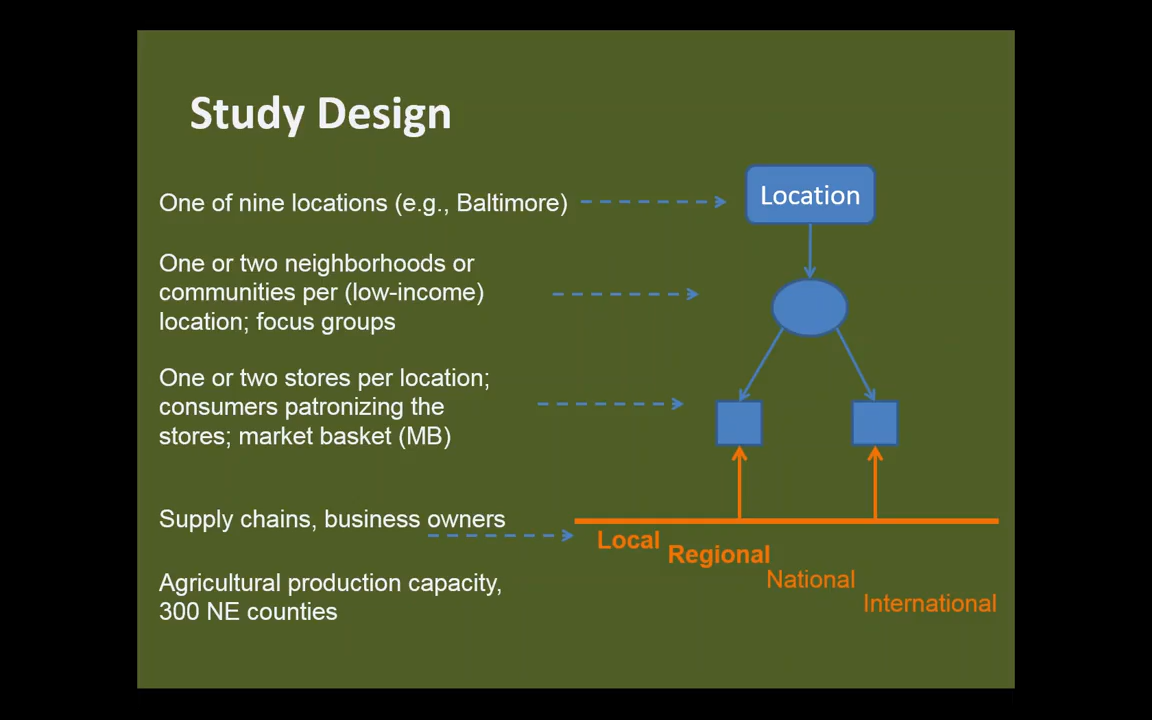 Study Design
One of nine locations (e.g., Baltimore)
Location
One or two neighborhoods or
communities per (low-income)
location; focus groups
One or two stores per location;
consumers patronizing the
stores; market basket (MB)
Supply chains, business owners
Local
Regional
National
International
Agricultural production capacity,
300 NE counties